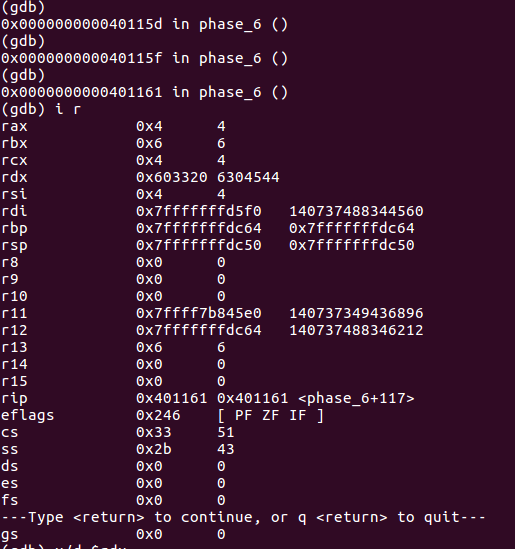 (gdb)
0x000000000040115d in phase_6 ()
(gdb)
0x000000000040115f in phase_6 ()
(gdb)
0x0000000000401161 in phase_6 ()
(gdb) i r
rax 0x4 4
rbx 0x6 6
rcx 0x4 4
rdx 0x603320 6304544
rsi 0x4 4
rdi 0x7fffffffd5f0 140737488344560
rbp 0x7fffffffdc64 0x7fffffffdc64
rsp 0x7fffffffdc50 0x7fffffffdc50
r8 0x0 0
r9 0x0 0
r10 0x0 0
r11 0x7ffff7b845e0 140737349436896
r12 0x7fffffffdc64 140737488346212
r13 0x6 6
r14 0x0 0
r15 0x0 0
rip 0x401161 0x401161 <phase_6+117>
eflags 0x246 [ PF ZF IF ]
cs 0x33 51
ss 0x2b 43
ds 0x0 0
es 0x0 0
fs 0x0 0
---Type <return> to continue, or q <return> to quit---
gs 0x0 0
(gdb)